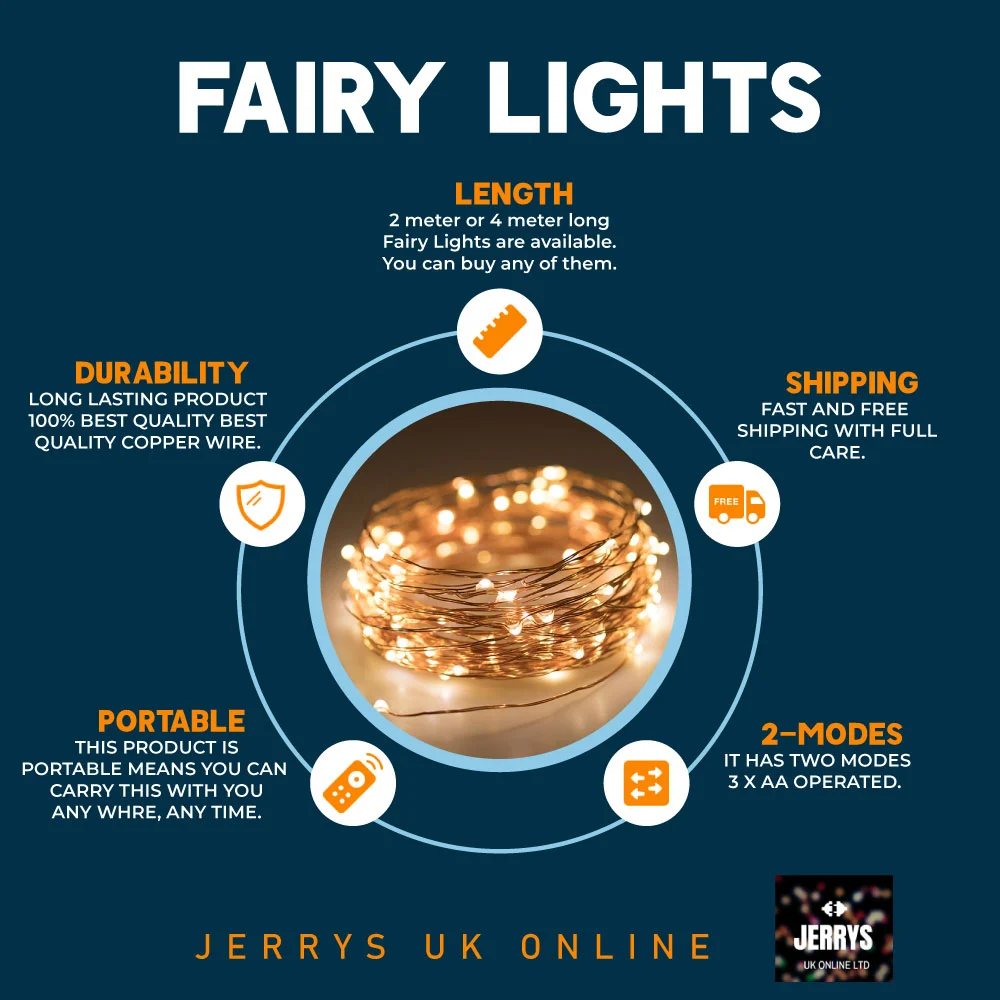 FAIRY LIGHTS
LENGTH
2 meter or 4 meter long
Fairy Lights are available.
You can buy any of them.
DURABILITY
LONG LASTING PRODUCT
100% BEST QUALITY BEST
QUALITY COPPER WIRE.
SHIPPING
FAST AND FREE
SHIPPING WITH FULL
CARE.
FREE
PORTABLE
THIS PRODUCT IS
PORTABLE MEANS YOU CAN
CARRY THIS WITH YOU
ANY WHRE, ANY TIME.
2-MODES
IT HAS TWO MODES
3 X AA OPERATED.
JERRYS UK ONLINE
JERRYS
UK ONLINE LTD